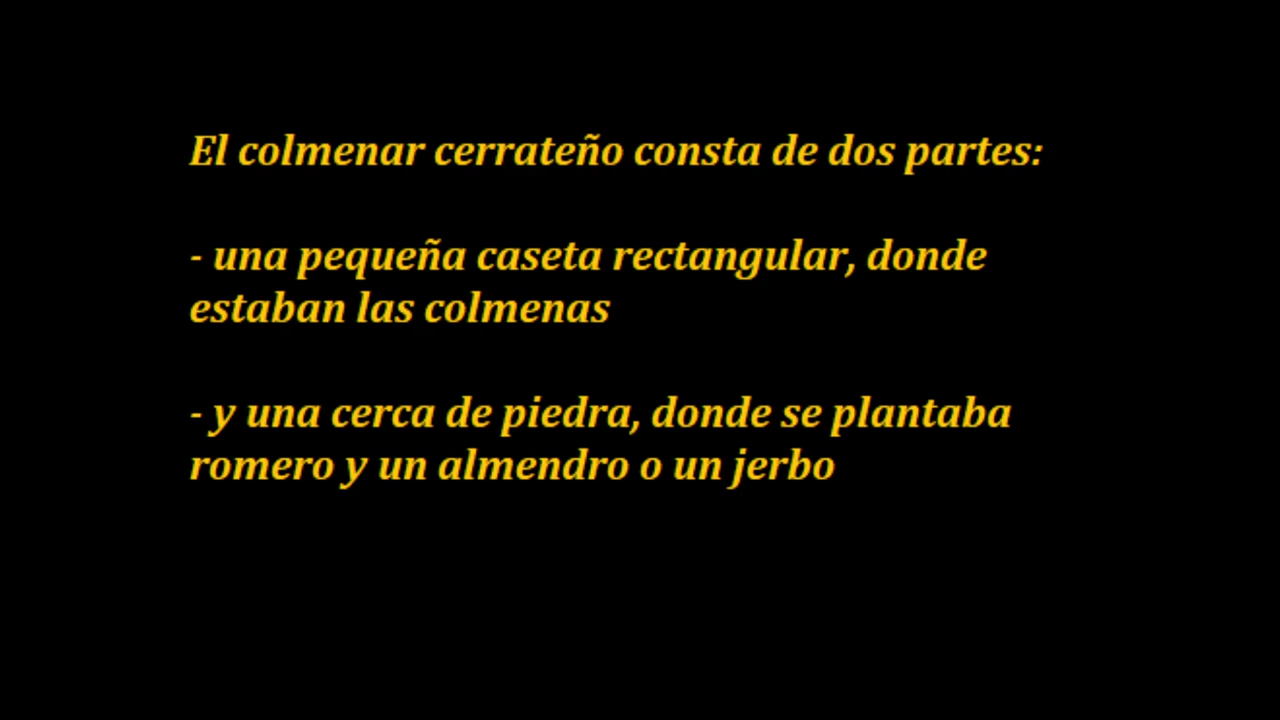 El colmenar cerrateño consta de dos partes:
- una pequeña caseta rectangular, donde
estaban las colmenas
- y una cerca de piedra, donde se plantaba
romero y un almendro o un jerbo